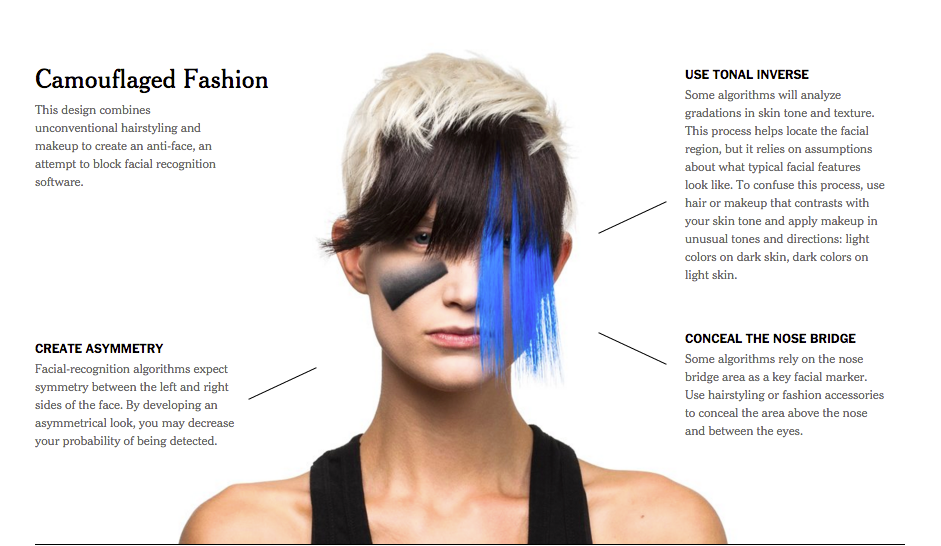 Camouflaged Fashion
This design combines
unconventional hairstyling and
makeup to create an anti-face, an
attempt to block facial recognition
software.
CREATE ASYMMETRY
Facial-recognition algorithms expect
symmetry between the left and right
sides of the face. By developing an
asymmetrical look, you may decrease
your probability of being detected.
USE TONAL INVERSE
Some algorithms will analyze
gradations in skin tone and texture.
This process helps locate the facial
region, but it relies on assumptions
about what typical facial features
look like. To confuse this process, use
hair or makeup that contrasts with
your skin tone and apply makeup in
unusual tones and directions: light
colors on dark skin, dark colors on
light skin.
CONCEAL THE NOSE BRIDGE
Some algorithms rely on the nose
bridge area as a key facial marker.
Use hairstyling or fashion accessories
to conceal the area above the nose
and between the eyes.